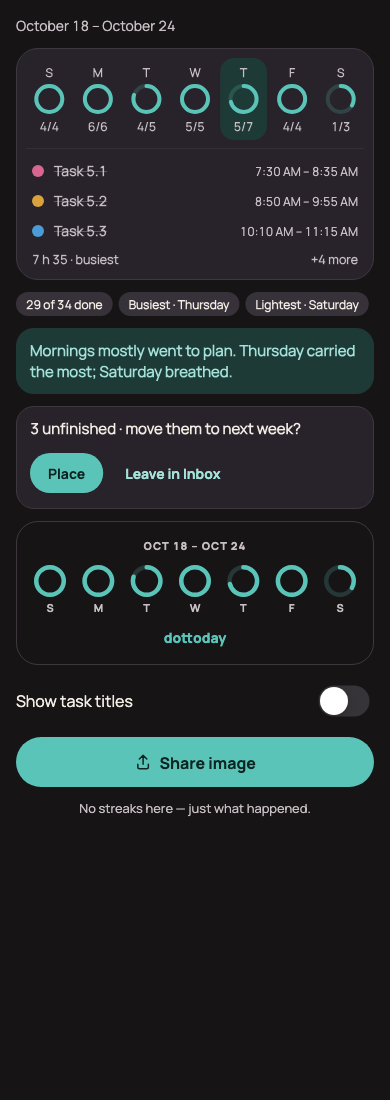 October 18 – October 24
S M T W T F S
4/4 6/6 4/5 5/5 5/7 4/4 1/3
Task 5.1 7:30 AM – 8:35 AM
Task 5.2 8:50 AM – 9:55 AM
Task 5.3 10:10 AM – 11:15 AM
7 h 35 · busiest +4 more
29 of 34 done Busiest · Thursday Lightest · Saturday
Mornings mostly went to plan. Thursday carried
the most; Saturday breathed.
3 unfinished · move them to next week?
Place Leave in Inbox
OCT 18 – OCT 24
S M T W T F S
dottoday
Show task titles
Share image
No streaks here — just what happened.